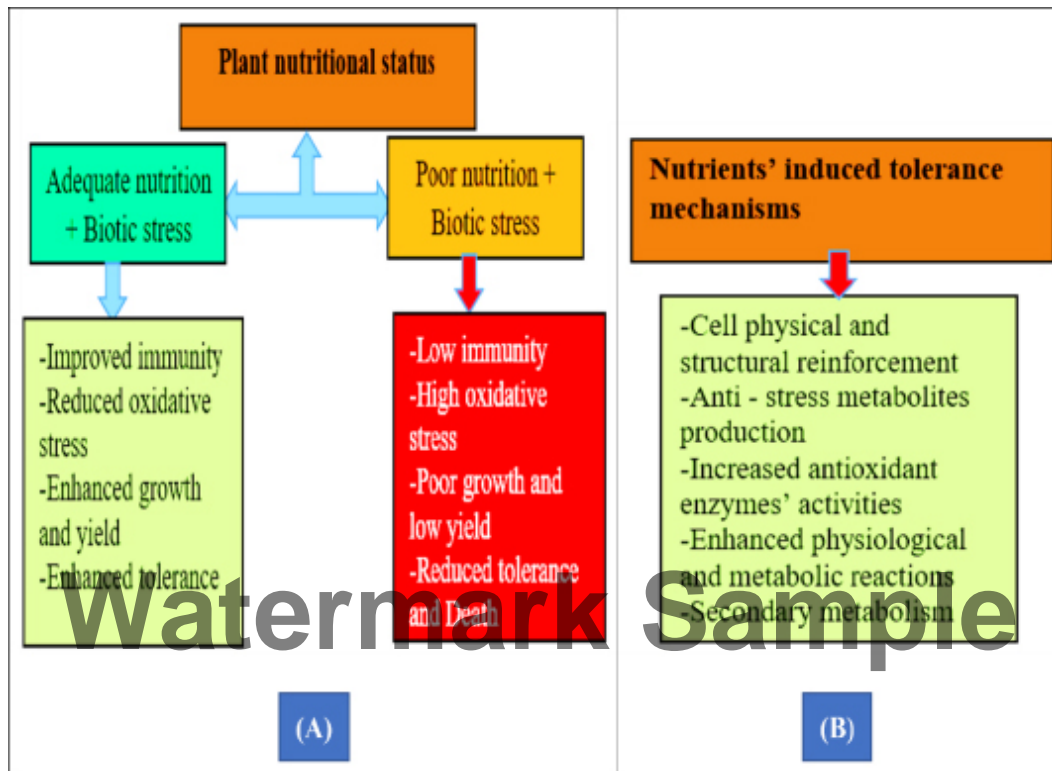 Plant nutritional status
Adequate nutrition
+ Biotic stress
Poor nutrition +
Biotic stress
-Improved immunity
-Reduced oxidative
stress
-Enhanced growth
and yield
-Enhanced tolerance
-Low immunity
-High oxidative
stress
-Poor growth and
low yield
-Reduced tolerance
and Death
(A)
Nutrients' induced tolerance
mechanisms
-Cell physical and
structural reinforcement
-Anti - stress metabolites
production
-Increased antioxidant
enzymes' activities
-Enhanced physiological
and metabolic reactions
-Secondary metabolism
(B)
Watermark Sample